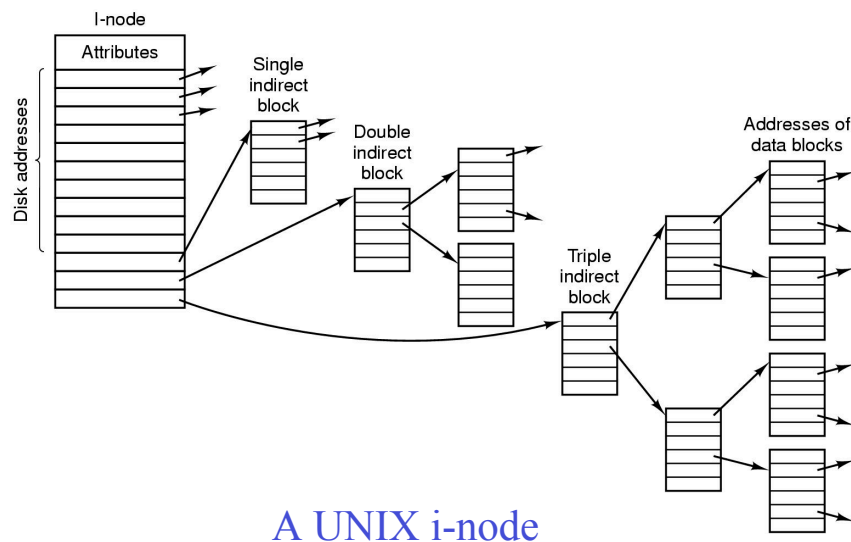 I-node
Attributes
Disk addresses
Single
indirect
block
Double
indirect
block
Triple
indirect
block
Addresses of
data blocks
A UNIX i-node